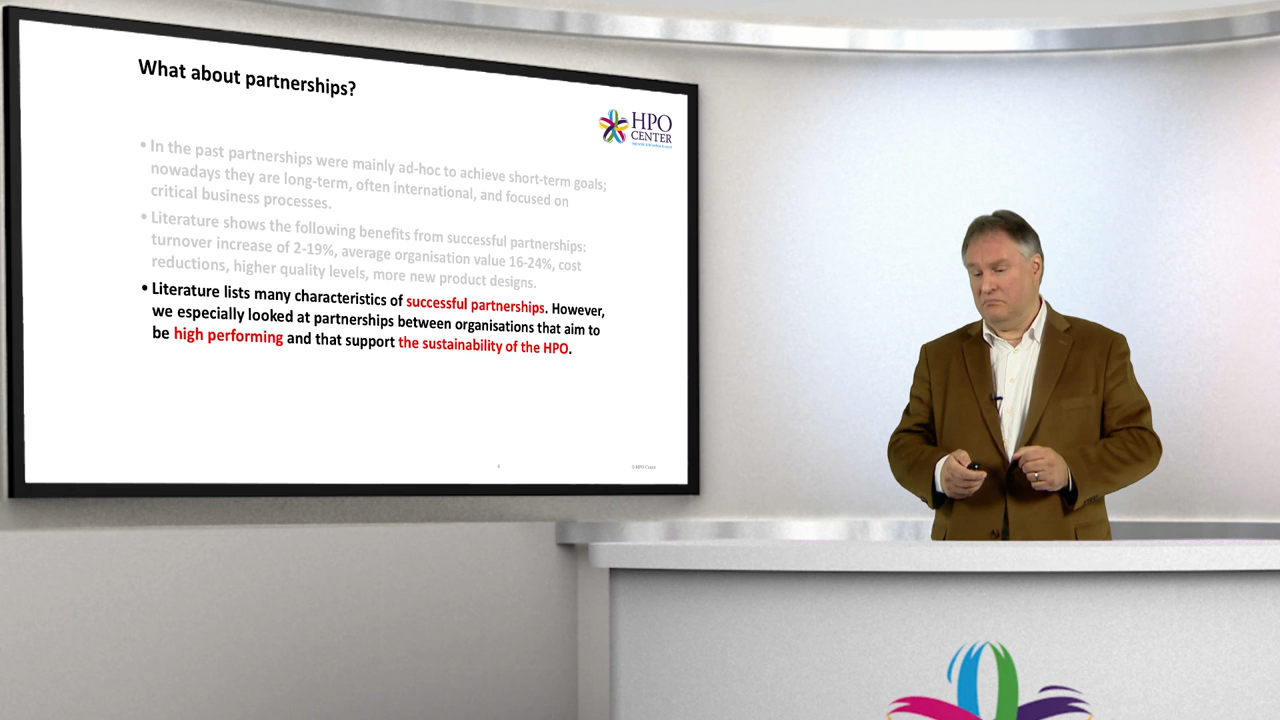 What about partnerships?
HPO
CENTER
• In the past partnerships were mainly ad-hoc to achieve short-term goals;
nowadays they are long-term, often international, and focused on
critical business processes.
• Literature shows the following benefits from successful partnerships:
turnover increase of 2-19%, average organisation value 16-24%, cost
reductions, higher quality levels, more new product designs.
• Literature lists many characteristics of successful partnerships. However,
we especially looked at partnerships between organisations that aim to
be high performing and that support the sustainability of the HPO.